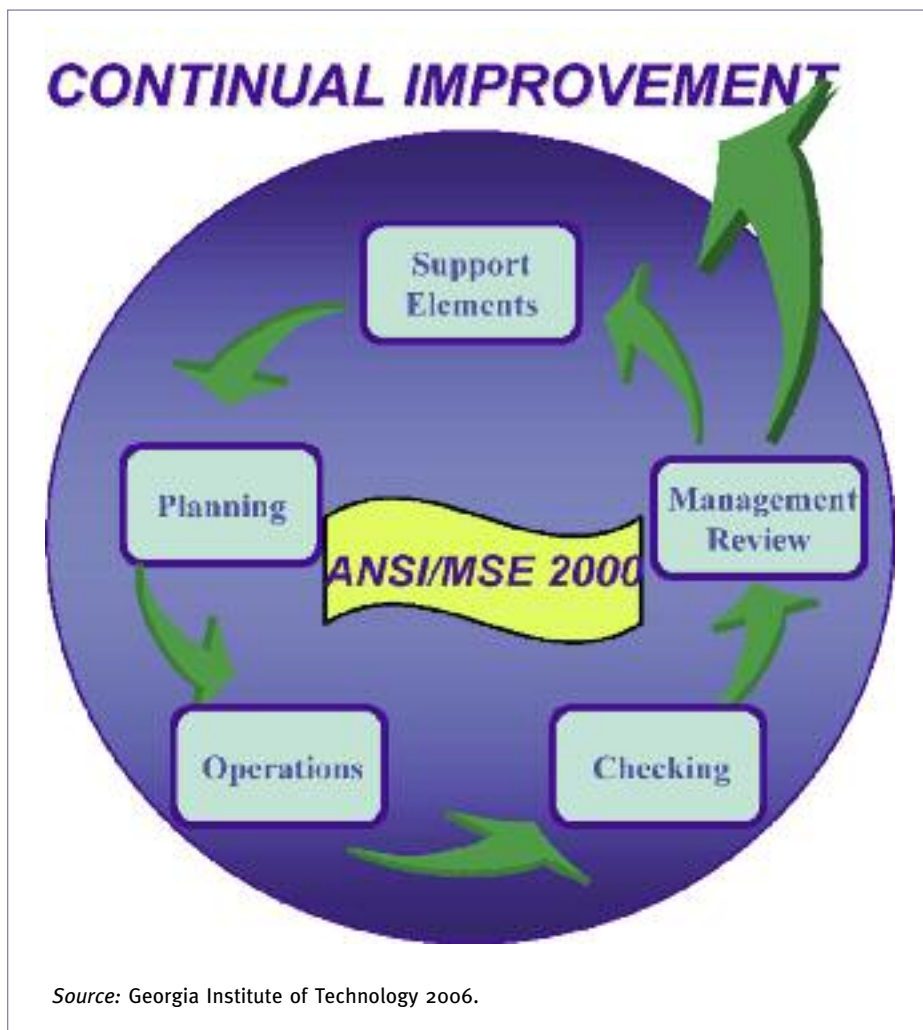 CONTINUAL IMPROVEMENT
Support
Elements
Planning
ANSI/MSE 2000
Management
Review
Operations
Checking
Source: Georgia Institute of Technology 2006.